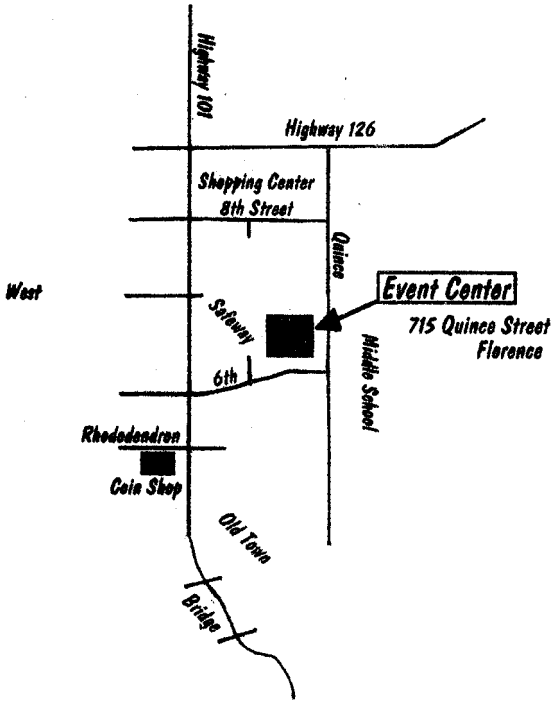 Highway 101
Highway 126
Shopping Center
8th Street
Quince
West
Event Center
Safeway
715 Quince Street
Florence
Middle School
6th
Rhododendron
Coin Shop
Old Town
Bridge